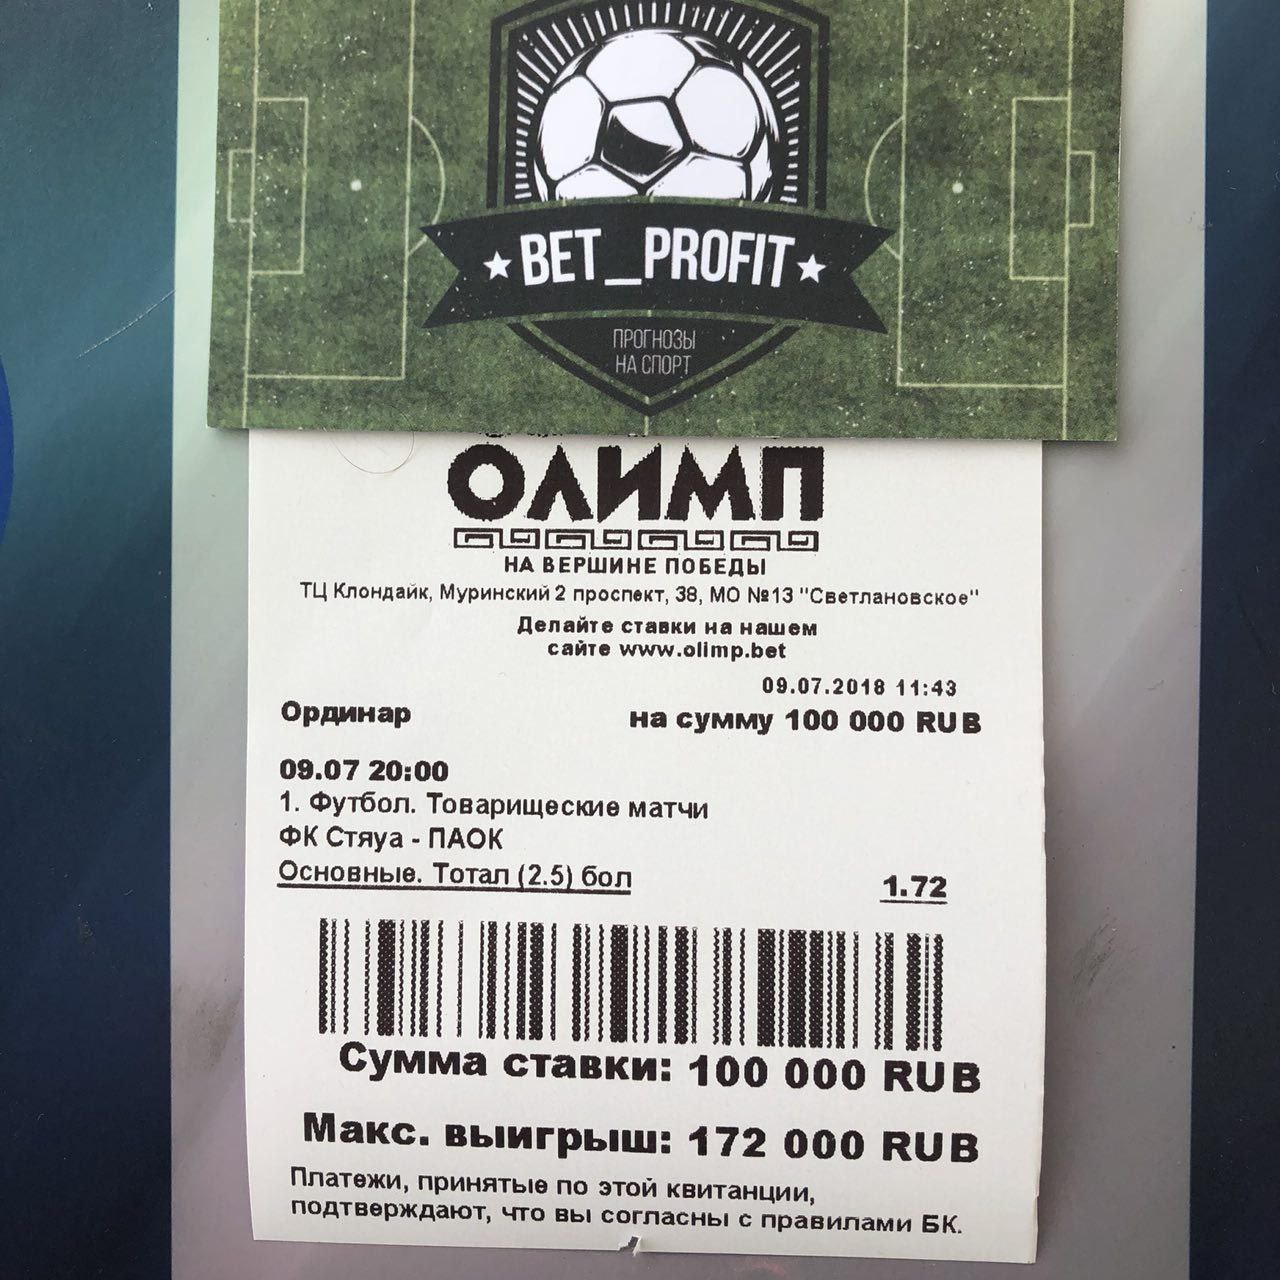 BET_PROFIT
ПРОГНОЗЫ
НА СПОРТ
ОЛИМП
НА ВЕРШИНЕ ПОБЕДЫ
ТЦ Клондайк, Муринский 2 проспект, 38, МО №13 "Светлановское"
Делайте ставки на нашем
сайте www.olimp.bet
09.07.2018 11:43
Ординар на сумму 100 000 RUB
09.07 20:00
1. Футбол. Товарищеские матчи
ФК Стяуа - ПАОК
Основные. Тотал (2.5) бол 1.72
Сумма ставки: 100 000 RUB
Макс. выигрыш: 172 000 RUB
Платежи, принятые по этой квитанции,
подтверждают, что вы согласны с правилами БК.